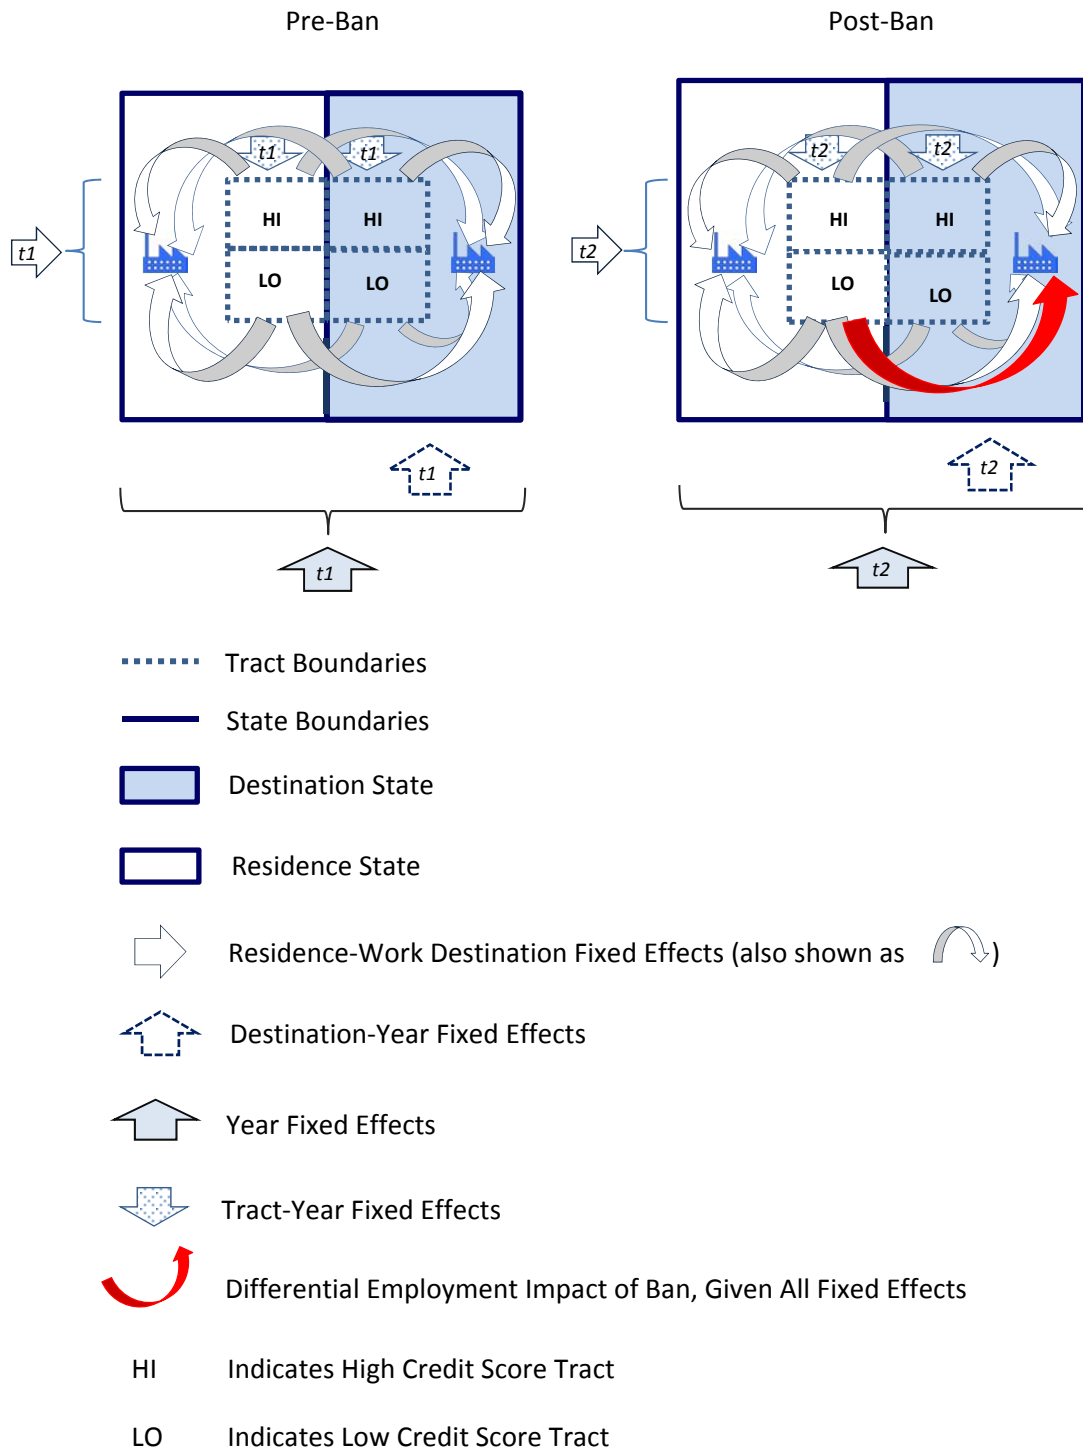 Pre-Ban
Post-Ban
t1 t1
t2 t2
HI HI
HI HI
t1
t2
LO LO
LO LO
t1
t2
t1
t2
Tract Boundaries
State Boundaries
Destination State
Residence State
Residence-Work Destination Fixed Effects (also shown as )
Destination-Year Fixed Effects
Year Fixed Effects
Tract-Year Fixed Effects
Differential Employment Impact of Ban, Given All Fixed Effects
HI Indicates High Credit Score Tract
LO Indicates Low Credit Score Tract